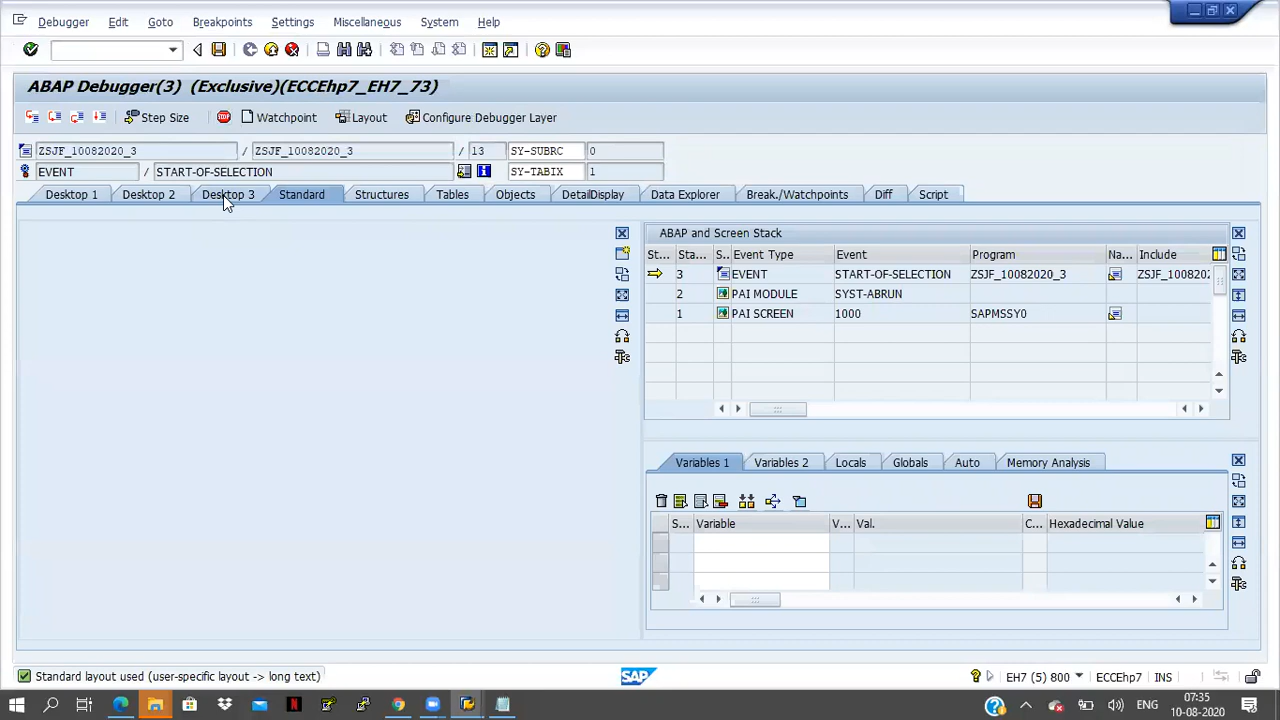 Debugger Edit Goto Breakpoints Settings Miscellaneous System Help
ABAP Debugger(3) (Exclusive)(ECCEhp7_EH7_73)
Step Size Watchpoint Layout Configure Debugger Layer
ZSJF_10082020_3 / ZSJF_10082020_3 / 13 SY-SUBRC 0
EVENT / START-OF-SELECTION SY-TABIX 1
Desktop 1 Desktop 2 Desktop 3 Standard Structures Tables Objects DetailDisplay Data Explorer Break./Watchpoints Diff Script
ABAP and Screen Stack
St... Sta... S.. Event Type Event Program Na... Include
3 EVENT START-OF-SELECTION ZSJF_10082020_3 ZSJF_100820
2 PAI MODULE SYST-ABRUN
1 PAI SCREEN 1000 SAPMSSY0
Variables 1 Variables 2 Locals Globals Auto Memory Analysis
S... Variable V... Val. C... Hexadecimal Value
Standard layout used (user-specific layout -> long text)
SAP
EH7 (5) 800 ECCEhp7 INS
ENG
07:35
10-08-2020